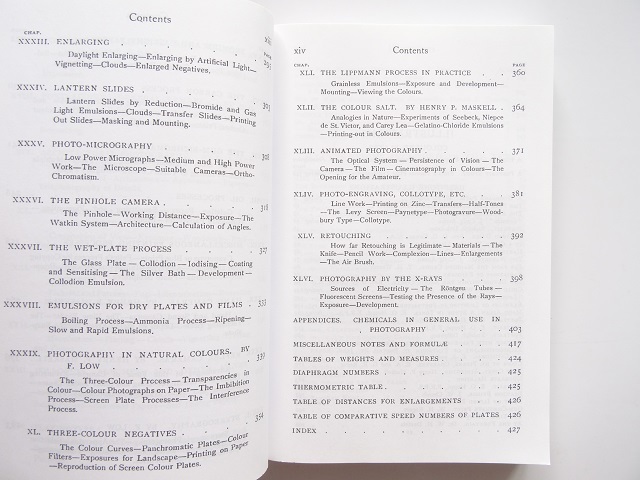 Contents
xiii
CHAP.
PAGE
XXXIII. ENLARGING . . . . . . 293
Daylight Enlarging—Enlarging by Artificial Light—
Vignetting—Clouds—Enlarged Negatives.
XXXIV. LANTERN SLIDES . . . . . 303
Lantern Slides by Reduction—Bromide and Gas
Light Emulsions—Clouds—Transfer Slides—Printing
Out Slides—Masking and Mounting.
XXXV. PHOTO-MICROGRAPHY . . . . 308
Low Power Micrographs—Medium and High Power
Work—The Microscope—Suitable Cameras—Ortho-
Chromatism.
XXXVI. THE PINHOLE CAMERA . . . . 318
The Pinhole—Working Distance—Exposure—The
Watkin System—Architecture—Calculation of Angles.
XXXVII. THE WET-PLATE PROCESS . . . 327
The Glass Plate—Collodion—Iodising—Coating
and Sensitising—The Silver Bath—Development—
Collodion Emulsion.
XXXVIII. EMULSIONS FOR DRY PLATES AND FILMS . 333
Boiling Process—Ammonia Process—Ripening—
Slow and Rapid Emulsions.
XXXIX. PHOTOGRAPHY IN NATURAL COLOURS. BY
F. LOW . . . . . . 339
The Three-Colour Process—Transparencies in
Colour—Colour Photographs on Paper—The Imbibition
Process—Screen Plate Processes—The Interference
Process.
XL. THREE-COLOUR NEGATIVES . . . . 354
The Colour Curves—Panchromatic Plates—Colour
Filters—Exposures for Landscape—Printing on Paper
—Reproduction of Screen Colour Plates.
xiv
Contents
CHAP.
PAGE
XLI. THE LIPPMANN PROCESS IN PRACTICE . . 360
Grainless Emulsions—Exposure and Development—
Mounting—Viewing the Colours.
XLII. THE COLOUR SALT. BY HENRY P. MASKELL . 364
Analogies in Nature—Experiments of Seebeck, Niepce
de St. Victor, and Carey Lea—Gelatino-Chloride Emulsions
—Printing-out in Colours.
XLIII. ANIMATED PHOTOGRAPHY . . . . 371
The Optical System—Persistence of Vision—The
Camera—The Film—Cinematography in Colours—The
Opening for the Amateur.
XLIV. PHOTO-ENGRAVING, COLLOTYPE, ETC. . . 381
Line Work—Printing on Zinc—Transfers—Half-Tones
—The Levy Screen—Paynetype—Photogravure—Wood-
bury Type—Collotype.
XLV. RETOUCHING . . . . . 392
How far Retouching is Legitimate—Materials—The
Knife—Pencil Work—Complexion—Lines—Enlargements
—The Air Brush.
XLVI. PHOTOGRAPHY BY THE X-RAYS . . . 398
Sources of Electricity—The Röntgen Tubes—
Fluorescent Screens—Testing the Presence of the Rays—
Exposure—Development.
APPENDICES. CHEMICALS IN GENERAL USE IN
PHOTOGRAPHY . . . . 403
MISCELLANEOUS NOTES AND FORMULÆ . . . 417
TABLES OF WEIGHTS AND MEASURES . . . . 424
DIAPHRAGM NUMBERS . . . . . . 425
THERMOMETRIC TABLE . . . . . . 425
TABLE OF DISTANCES FOR ENLARGEMENTS . . 426
TABLE OF COMPARATIVE SPEED NUMBERS OF PLATES 426
INDEX . . . . . . . . 427